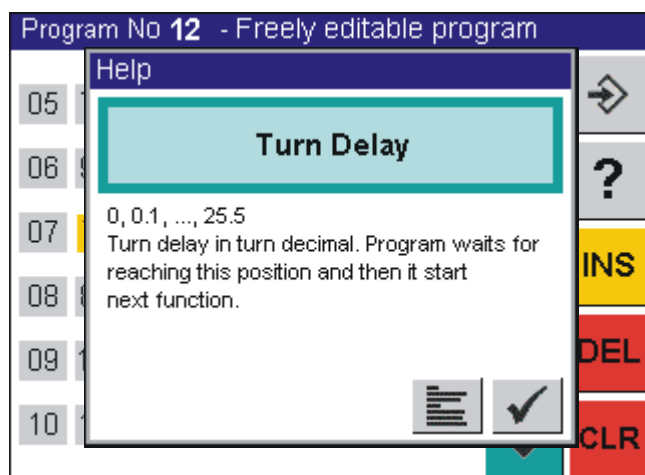 Program No 12 - Freely editable program
Help
Turn Delay
0, 0.1, ..., 25.5
Turn delay in turn decimal. Program waits for
reaching this position and then it start
next function.
05
06
07
08
09
10
?
INS
DEL
CLR